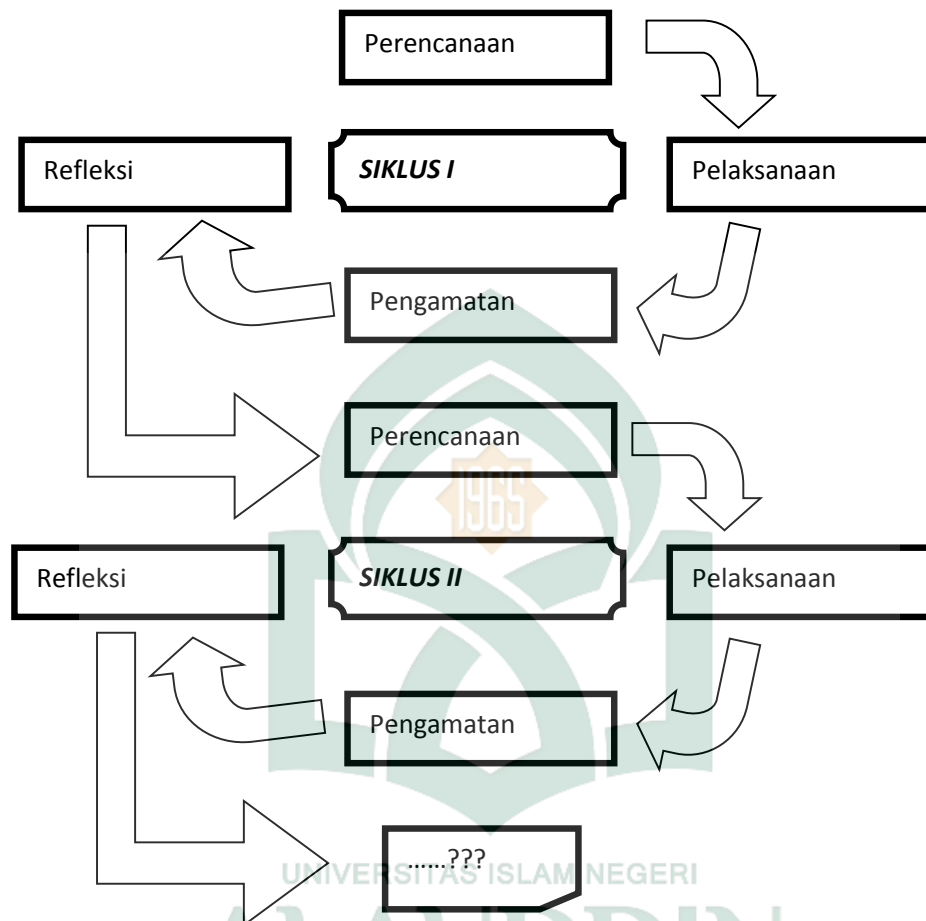 Perencanaan
Refleksi
SIKLUS I
Pelaksanaan
Pengamatan
Perencanaan
1965
Refleksi
SIKLUS II
Pelaksanaan
Pengamatan
......???
UNIVERSITAS ISLAM NEGERI